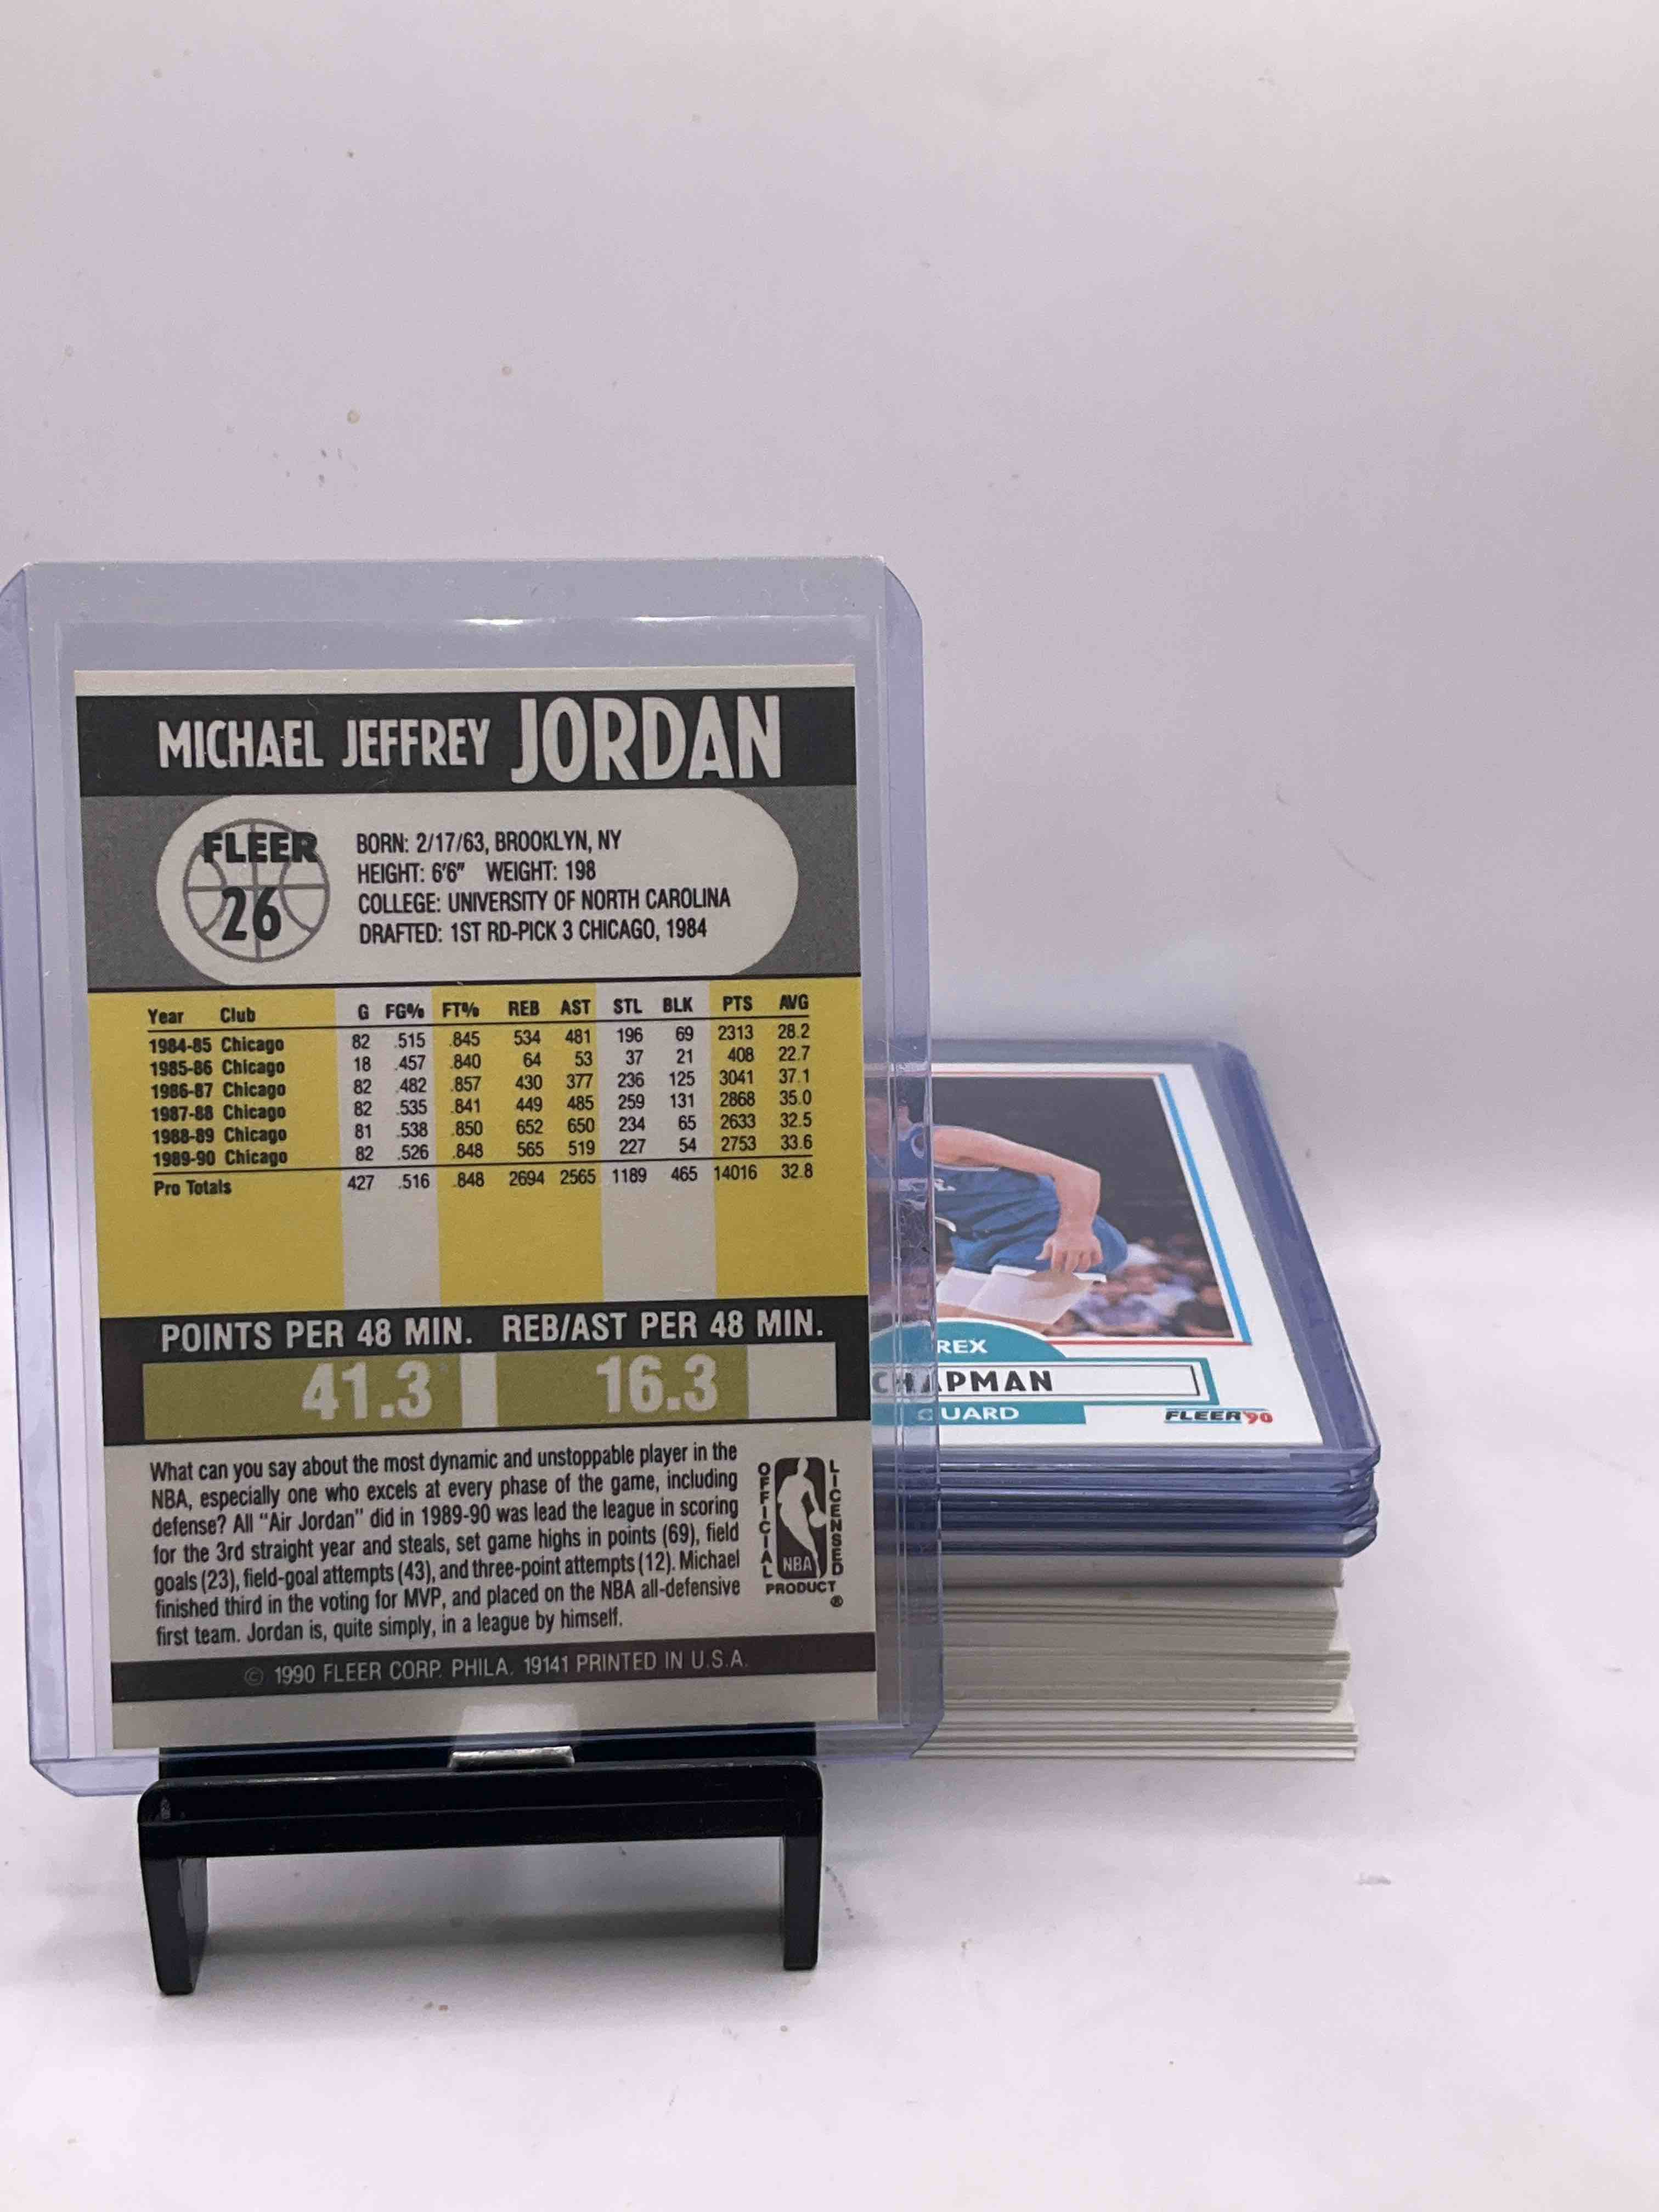 MICHAEL JEFFREY JORDAN
FLEER
26
BORN: 2/17/63, BROOKLYN, NY
HEIGHT: 6'6" WEIGHT: 198
COLLEGE: UNIVERSITY OF NORTH CAROLINA
DRAFTED: 1ST RD-PICK 3 CHICAGO, 1984
Year Club G FG% FT% REB AST STL BLK PTS AVG
1984-85 Chicago 82 .515 .845 534 481 196 69 2313 28.2
1985-86 Chicago 18 .457 .840 64 53 37 21 408 22.7
1986-87 Chicago 82 .482 .857 430 377 236 125 3041 37.1
1987-88 Chicago 82 .535 .841 449 485 259 131 2868 35.0
1988-89 Chicago 81 .538 .850 652 650 234 65 2633 32.5
1989-90 Chicago 82 .526 .848 565 519 227 54 2753 33.6
Pro Totals 427 .516 .848 2694 2565 1189 465 14016 32.8
POINTS PER 48 MIN. REB/AST PER 48 MIN.
41.3 16.3
What can you say about the most dynamic and unstoppable player in the
NBA, especially one who excels at every phase of the game, including
defense? All "Air Jordan" did in 1989-90 was lead the league in scoring
for the 3rd straight year and steals, set game highs in points (69), field
goals (23), field-goal attempts (43), and three-point attempts (12). Michael
finished third in the voting for MVP, and placed on the NBA all-defensive
first team. Jordan is, quite simply, in a league by himself.
OFFICIAL LICENSED
NBA
PRODUCT
®
© 1990 FLEER CORP. PHILA. 19141 PRINTED IN U.S.A.
REX
CHAPMAN
GUARD
FLEER'90